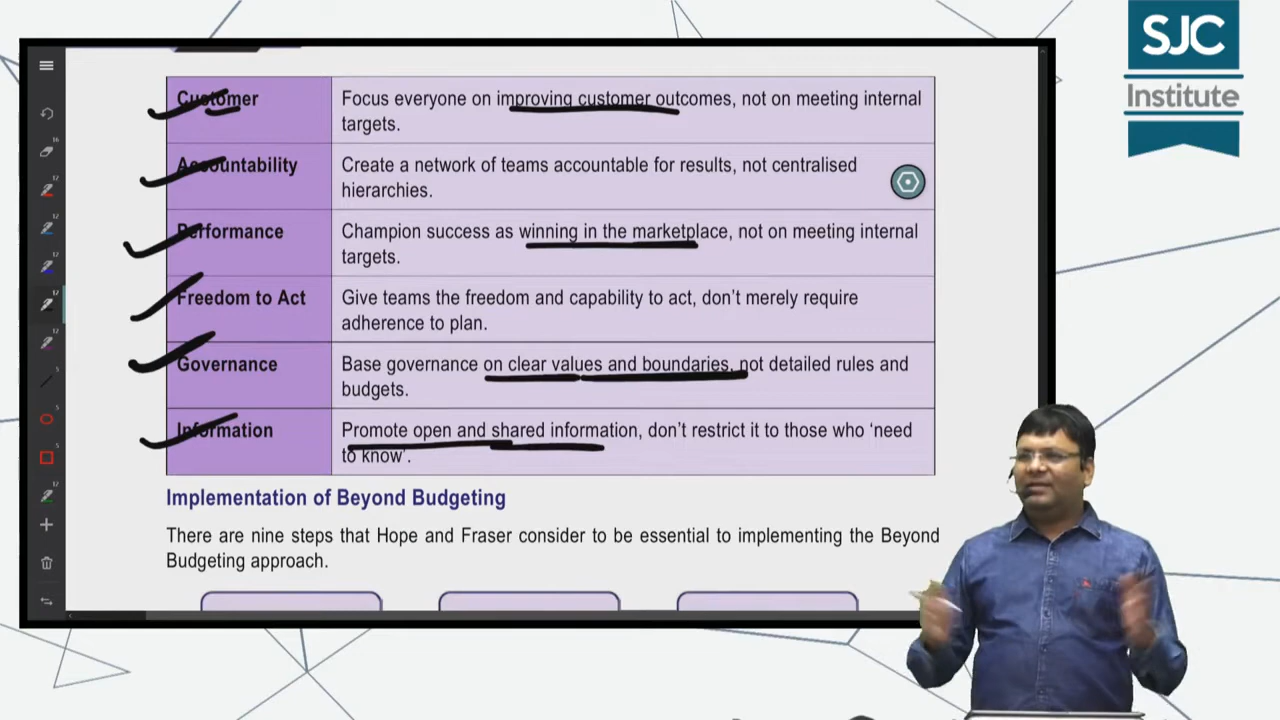 SJC
Institute
Customer
Focus everyone on improving customer outcomes, not on meeting internal
targets.
Accountability
Create a network of teams accountable for results, not centralised
hierarchies.
Performance
Champion success as winning in the marketplace, not on meeting internal
targets.
Freedom to Act
Give teams the freedom and capability to act, don't merely require
adherence to plan.
Governance
Base governance on clear values and boundaries, not detailed rules and
budgets.
Information
Promote open and shared information, don't restrict it to those who 'need
to know'.
Implementation of Beyond Budgeting
There are nine steps that Hope and Fraser consider to be essential to implementing the Beyond
Budgeting approach.